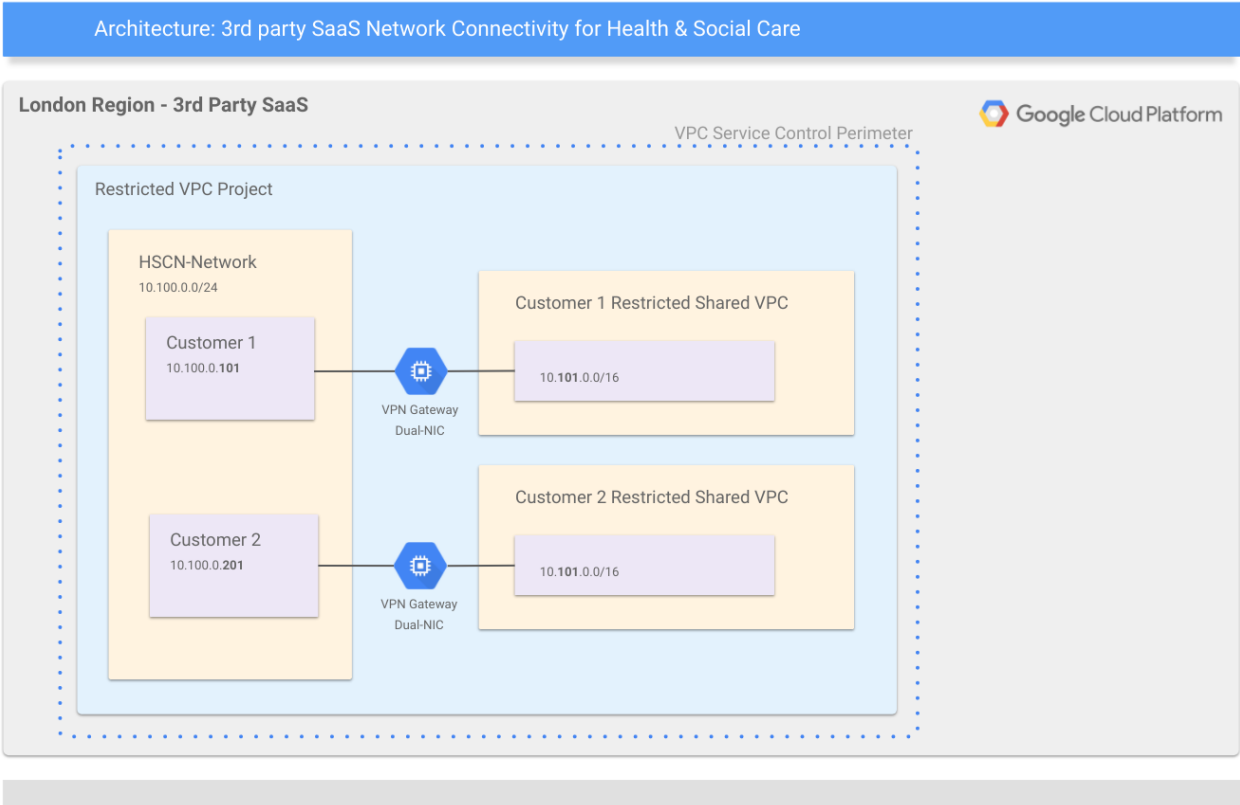 Architecture: 3rd party SaaS Network Connectivity for Health & Social Care
London Region - 3rd Party SaaS
Google Cloud Platform
VPC Service Control Perimeter
Restricted VPC Project
HSCN-Network
10.100.0.0/24
Customer 1
10.100.0.101
VPN Gateway
Dual-NIC
Customer 1 Restricted Shared VPC
10.101.0.0/16
Customer 2
10.100.0.201
VPN Gateway
Dual-NIC
Customer 2 Restricted Shared VPC
10.101.0.0/16